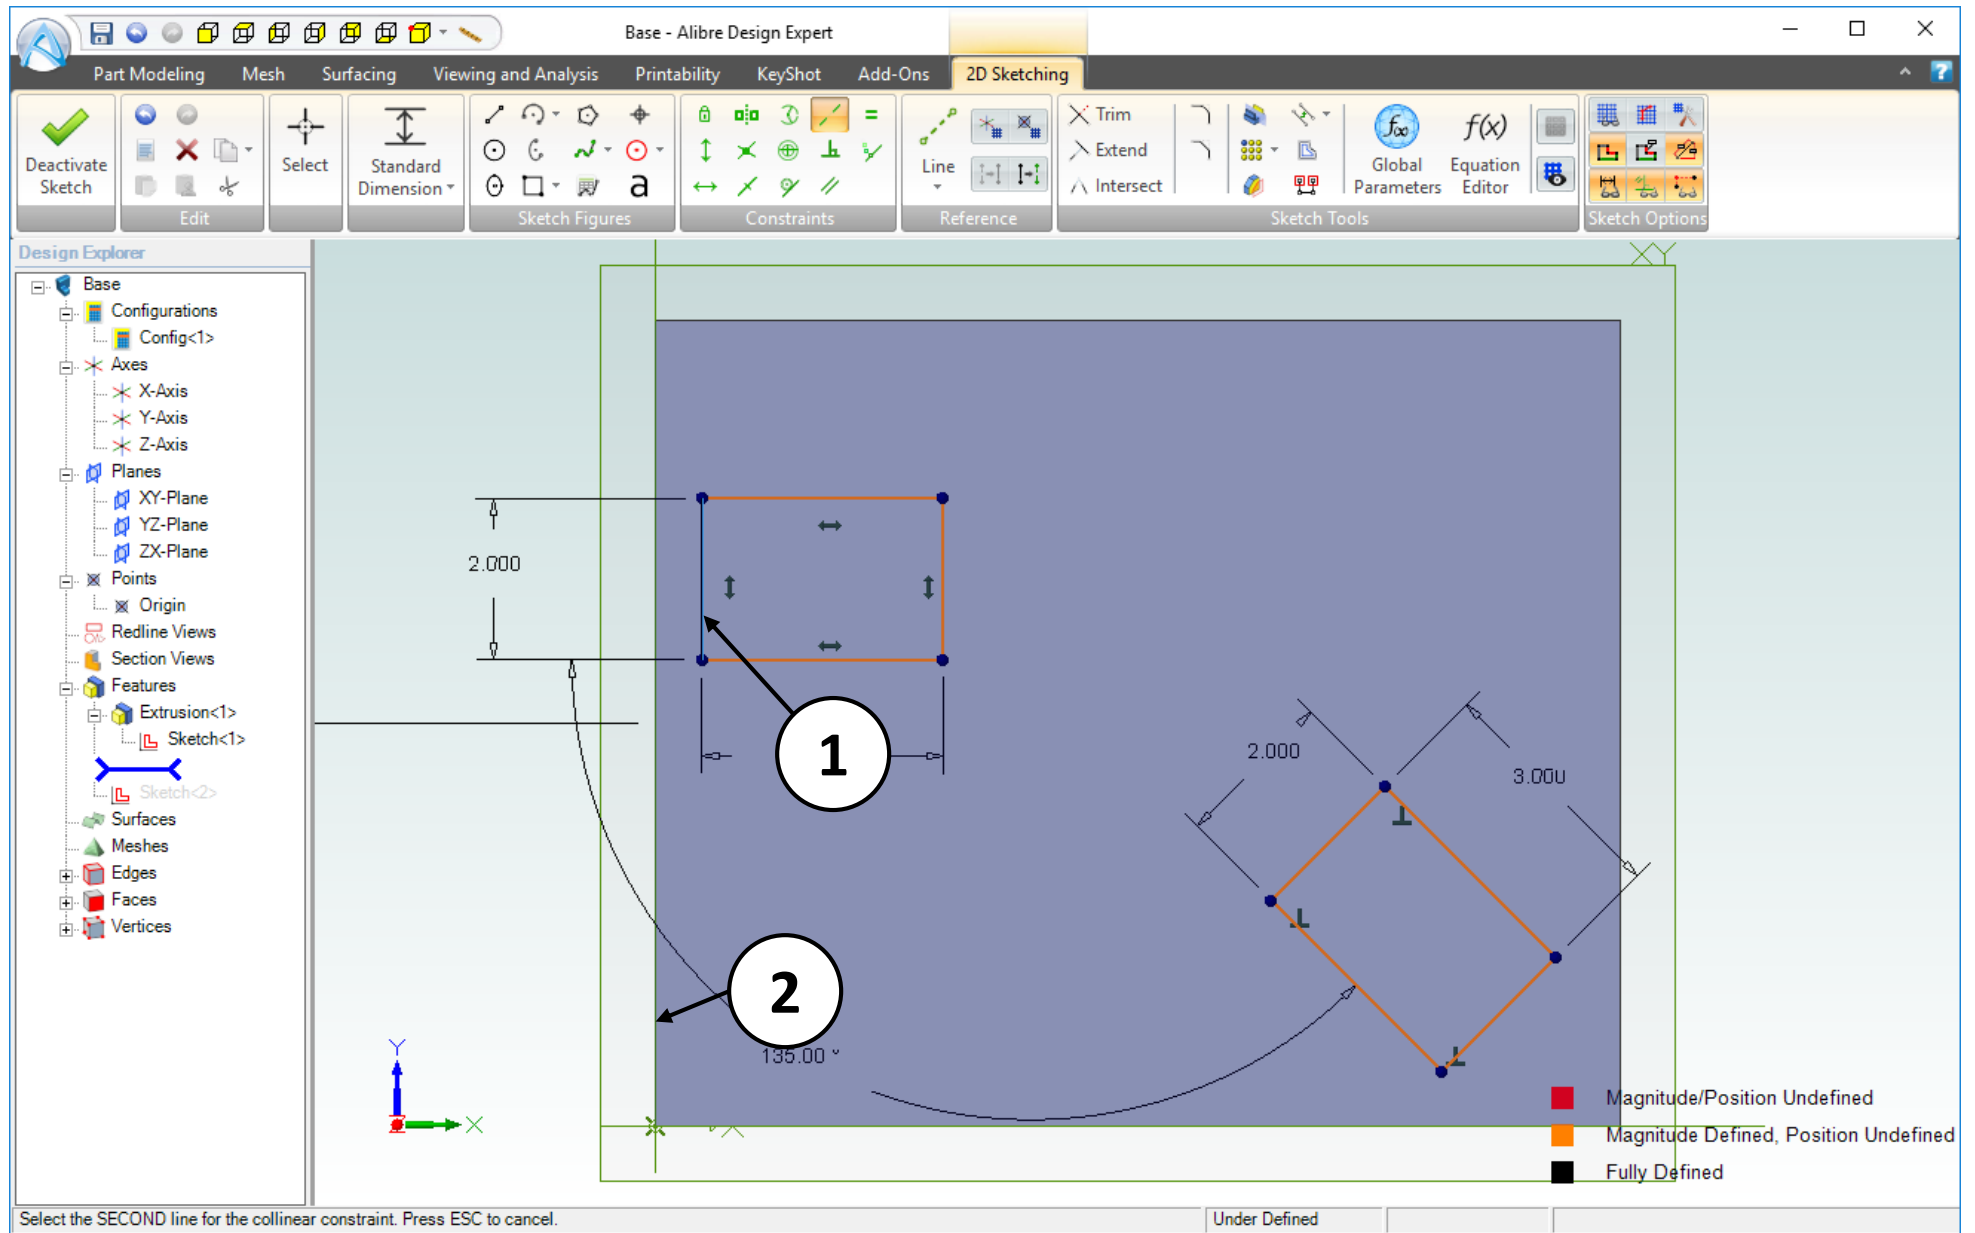 Base - Alibre Design Expert
Part Modeling Mesh Surfacing Viewing and Analysis Printability KeyShot Add-Ons 2D Sketching
?
Deactivate Sketch
Edit
Select
Standard Dimension
a
Sketch Figures
Constraints
Line
Reference
Trim
Extend
Intersect
Global Parameters
f(x)
Equation Editor
Sketch Tools
Sketch Options
Design Explorer
Base
Configurations
Config<1>
Axes
X-Axis
Y-Axis
Z-Axis
Planes
XY-Plane
YZ-Plane
ZX-Plane
Points
Origin
Redline Views
Section Views
Features
Extrusion<1>
Sketch<1>
Sketch<2>
Surfaces
Meshes
Edges
Faces
Vertices
XY
2.000
1
2.000
3.000
2
135.00 °
Y
X
X
Magnitude/Position Undefined
Magnitude Defined, Position Undefined
Fully Defined
Select the SECOND line for the collinear constraint. Press ESC to cancel.
Under Defined